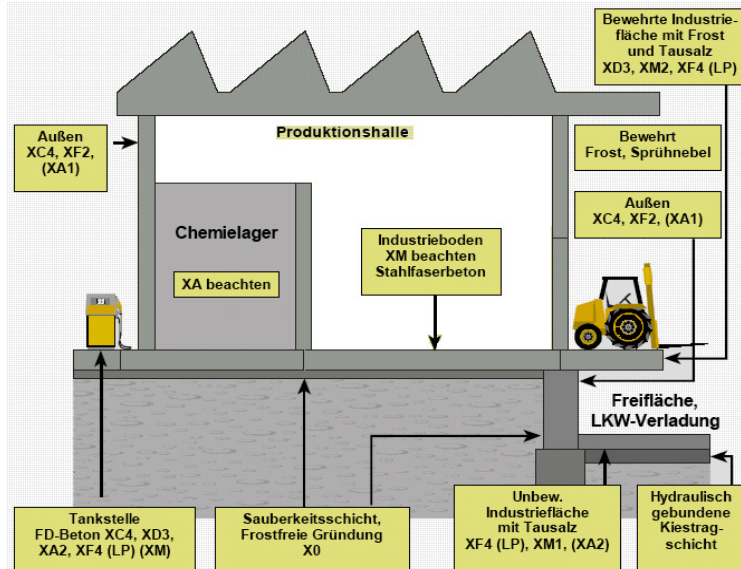 Bewehrte Industrie-
fläche mit Frost
und Tausalz
XD3, XM2, XF4 (LP)
Außen
XC4, XF2,
(XA1)
Produktionshalle
Bewehrt
Frost, Sprühnebel
Außen
XC4, XF2, (XA1)
Chemielager
XA beachten
Industrieboden
XM beachten
Stahlfaserbeton
Freifläche,
LKW-Verladung
Tankstelle
FD-Beton XC4, XD3,
XA2, XF4 (LP) (XM)
Sauberkeitsschicht,
Frostfreie Gründung
X0
Unbew.
Industriefläche
mit Tausalz
XF4 (LP), XM1, (XA2)
Hydraulisch
gebundene
Kiestrag-
schicht